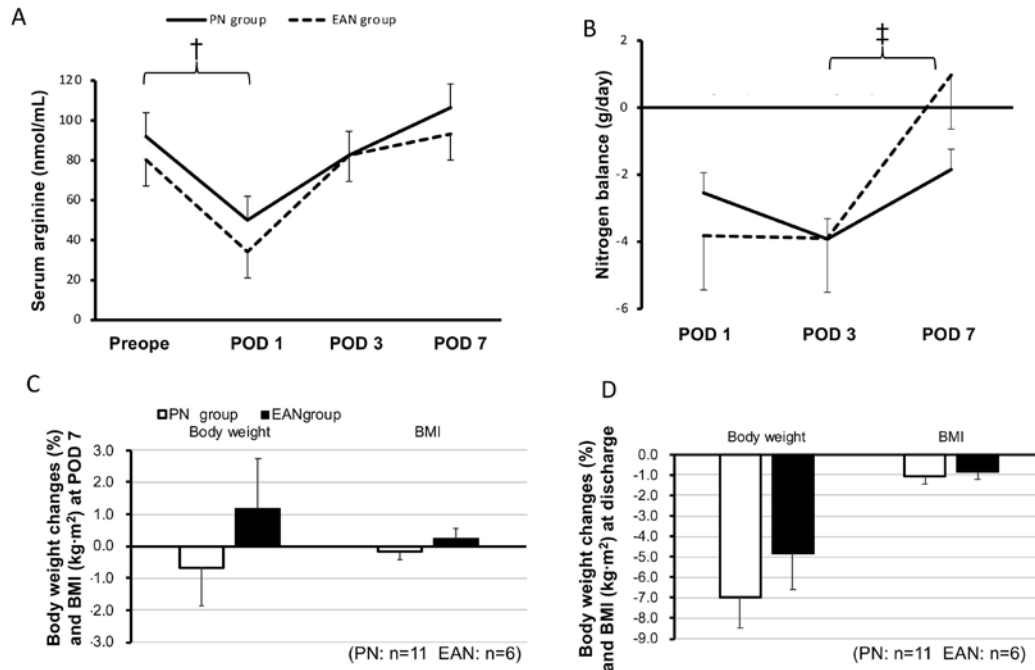 A
PN group
EAN group
†
Serum arginine (nmol/mL)
120
100
80
60
40
20
0
Preope
POD 1
POD 3
POD 7
B
‡
Nitrogen balance (g/day)
2
0
-2
-4
-6
POD 1
POD 3
POD 7
C
PN group
EANgroup
Body weight
BMI
Body weight changes (%)
and BMI (kg·m²) at POD 7
3.0
2.0
1.0
0.0
-1.0
-2.0
-3.0
(PN: n=11 EAN: n=6)
D
Body weight
BMI
Body weight changes (%)
and BMI (kg·m²) at discharge
0.0
-1.0
-2.0
-3.0
-4.0
-5.0
-6.0
-7.0
-8.0
-9.0
(PN: n=11 EAN: n=6)